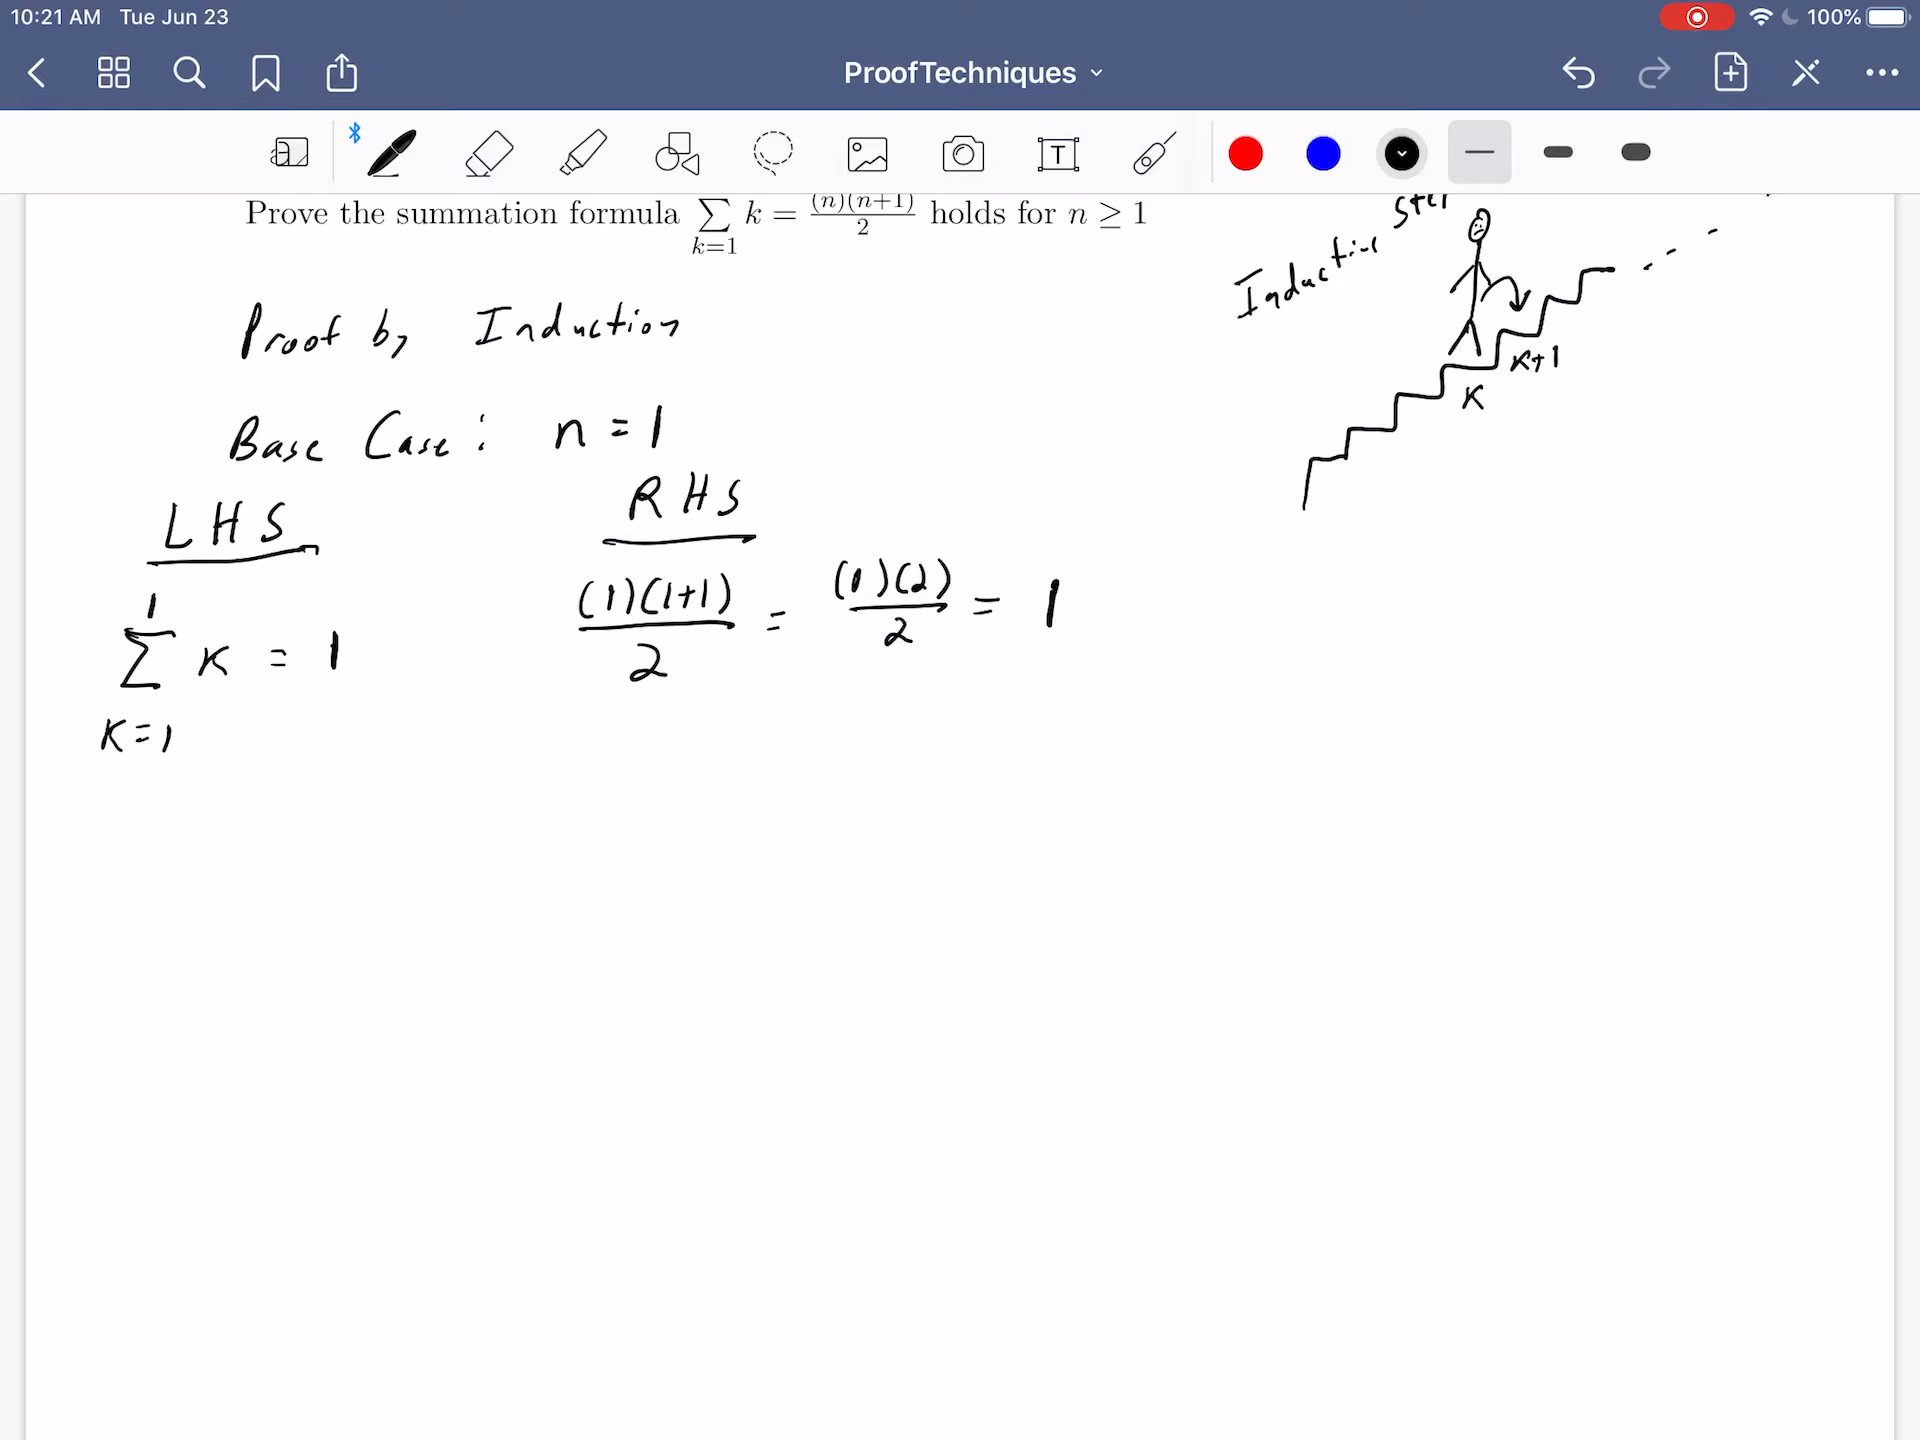 10:21 AM Tue Jun 23
100%
ProofTechniques
Prove the summation formula ∑ k = (n)(n+1)/2 holds for n ≥ 1
k=1
Inductive Step
K+1
K
Proof by Induction
Base Case: n = 1
LHS
RHS
1
∑ K = 1
K=1
(1)(1+1)/2 = (1)(2)/2 = 1